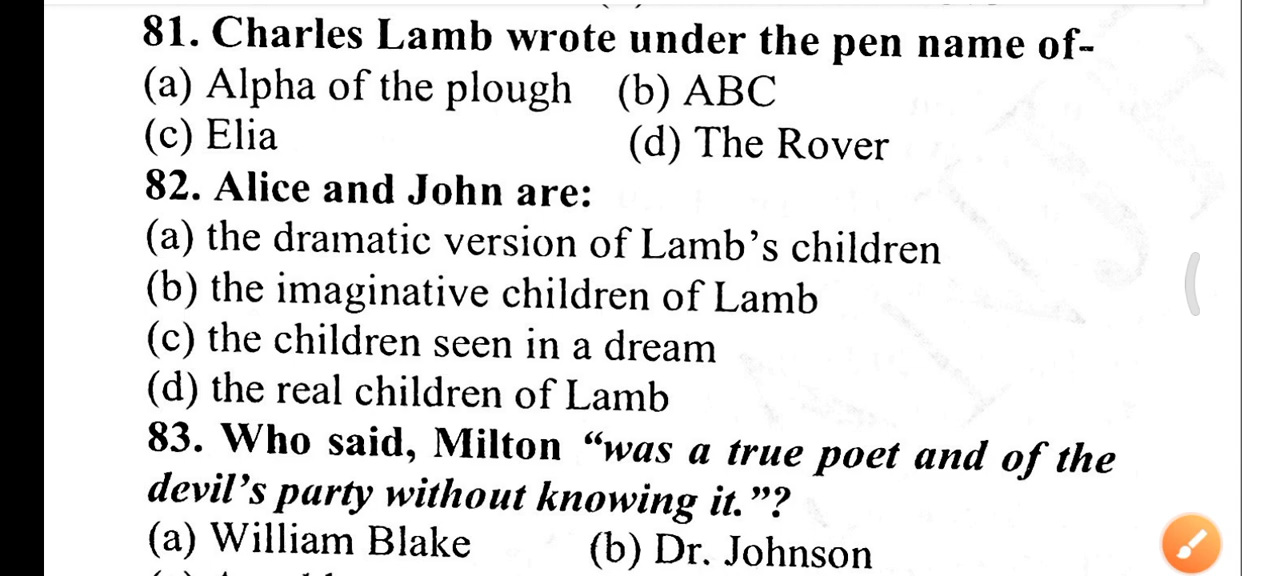 81. Charles Lamb wrote under the pen name of-
(a) Alpha of the plough (b) ABC
(c) Elia (d) The Rover
82. Alice and John are:
(a) the dramatic version of Lamb's children
(b) the imaginative children of Lamb
(c) the children seen in a dream
(d) the real children of Lamb
83. Who said, Milton “was a true poet and of the
devil's party without knowing it.”?
(a) William Blake (b) Dr. Johnson